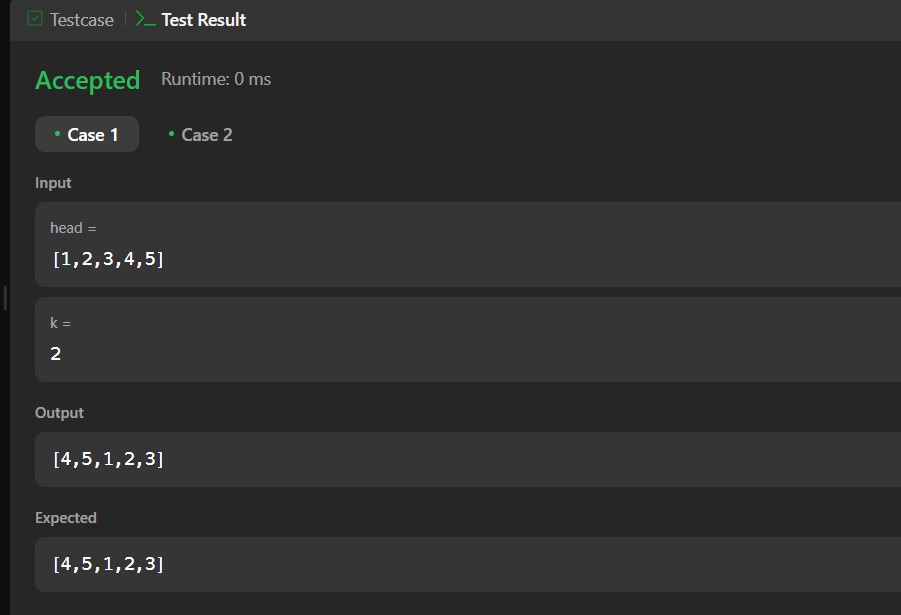 Testcase Test Result
Accepted Runtime: 0 ms
• Case 1 • Case 2
Input
head =
[1,2,3,4,5]
k =
2
Output
[4,5,1,2,3]
Expected
[4,5,1,2,3]